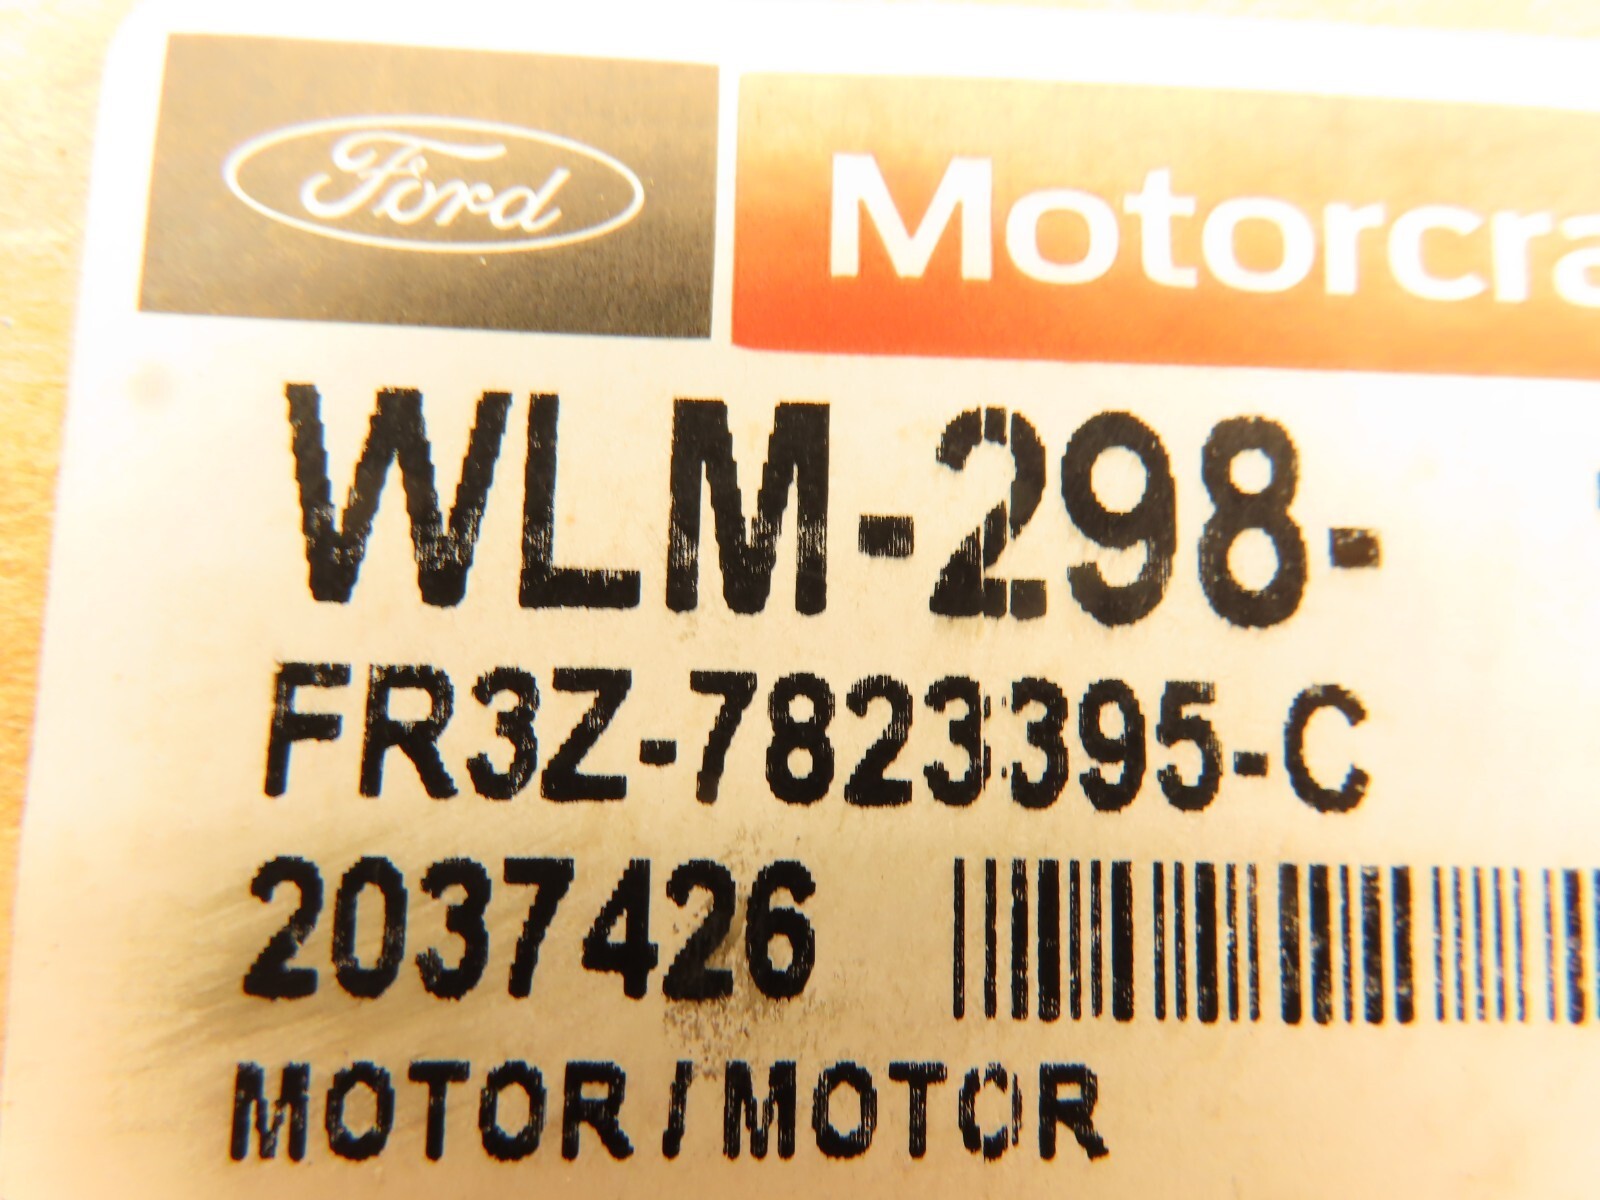 Ford Motorcra
WLM-298-
FR3Z-7823395-C
2037426
MOTOR / MOTOR